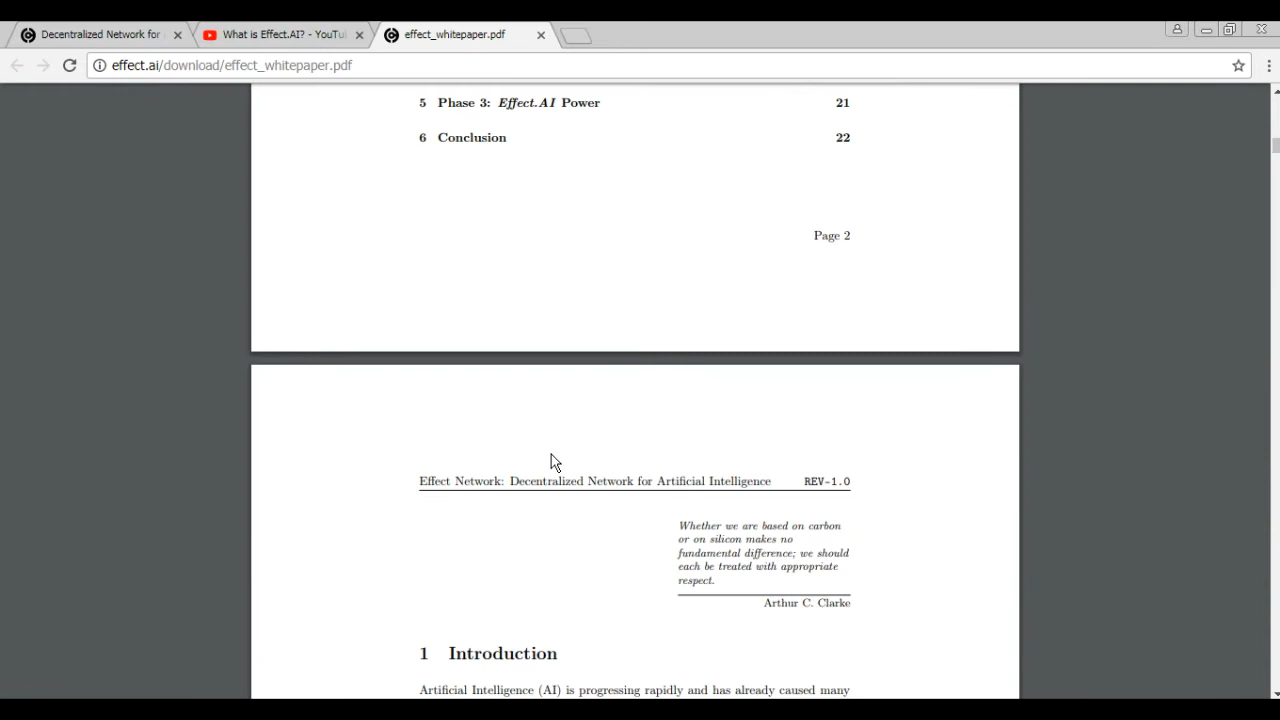 Decentralized Network for
What is Effect.AI? - YouTu
effect_whitepaper.pdf
effect.ai/download/effect_whitepaper.pdf
5 Phase 3: Effect.AI Power 21
6 Conclusion 22
Page 2
Effect Network: Decentralized Network for Artificial Intelligence REV-1.0
Whether we are based on carbon
or on silicon makes no
fundamental difference; we should
each be treated with appropriate
respect.
Arthur C. Clarke
1 Introduction
Artificial Intelligence (AI) is progressing rapidly and has already caused many